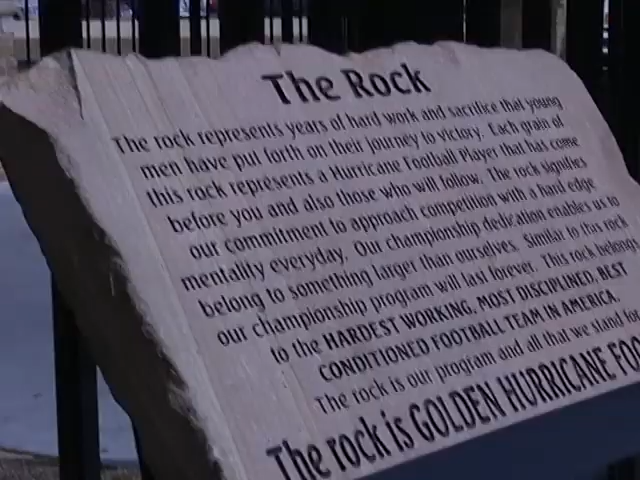 The Rock
The rock represents years of hard work and sacrifice that young
men have put forth on their journey to victory. Each grain of
this rock represents a Hurricane Football Player that has come
before you and also those who will follow. The rock signifies
our commitment to approach competition with a hard edge
mentality everyday. Our championship dedication enables us to
belong to something larger than ourselves. Similar to this rock
our championship program will last forever. This rock belongs
to the HARDEST WORKING, MOST DISCIPLINED, BEST
CONDITIONED FOOTBALL TEAM IN AMERICA.
The rock is our program and all that we stand for
The rock is GOLDEN HURRICANE FOO